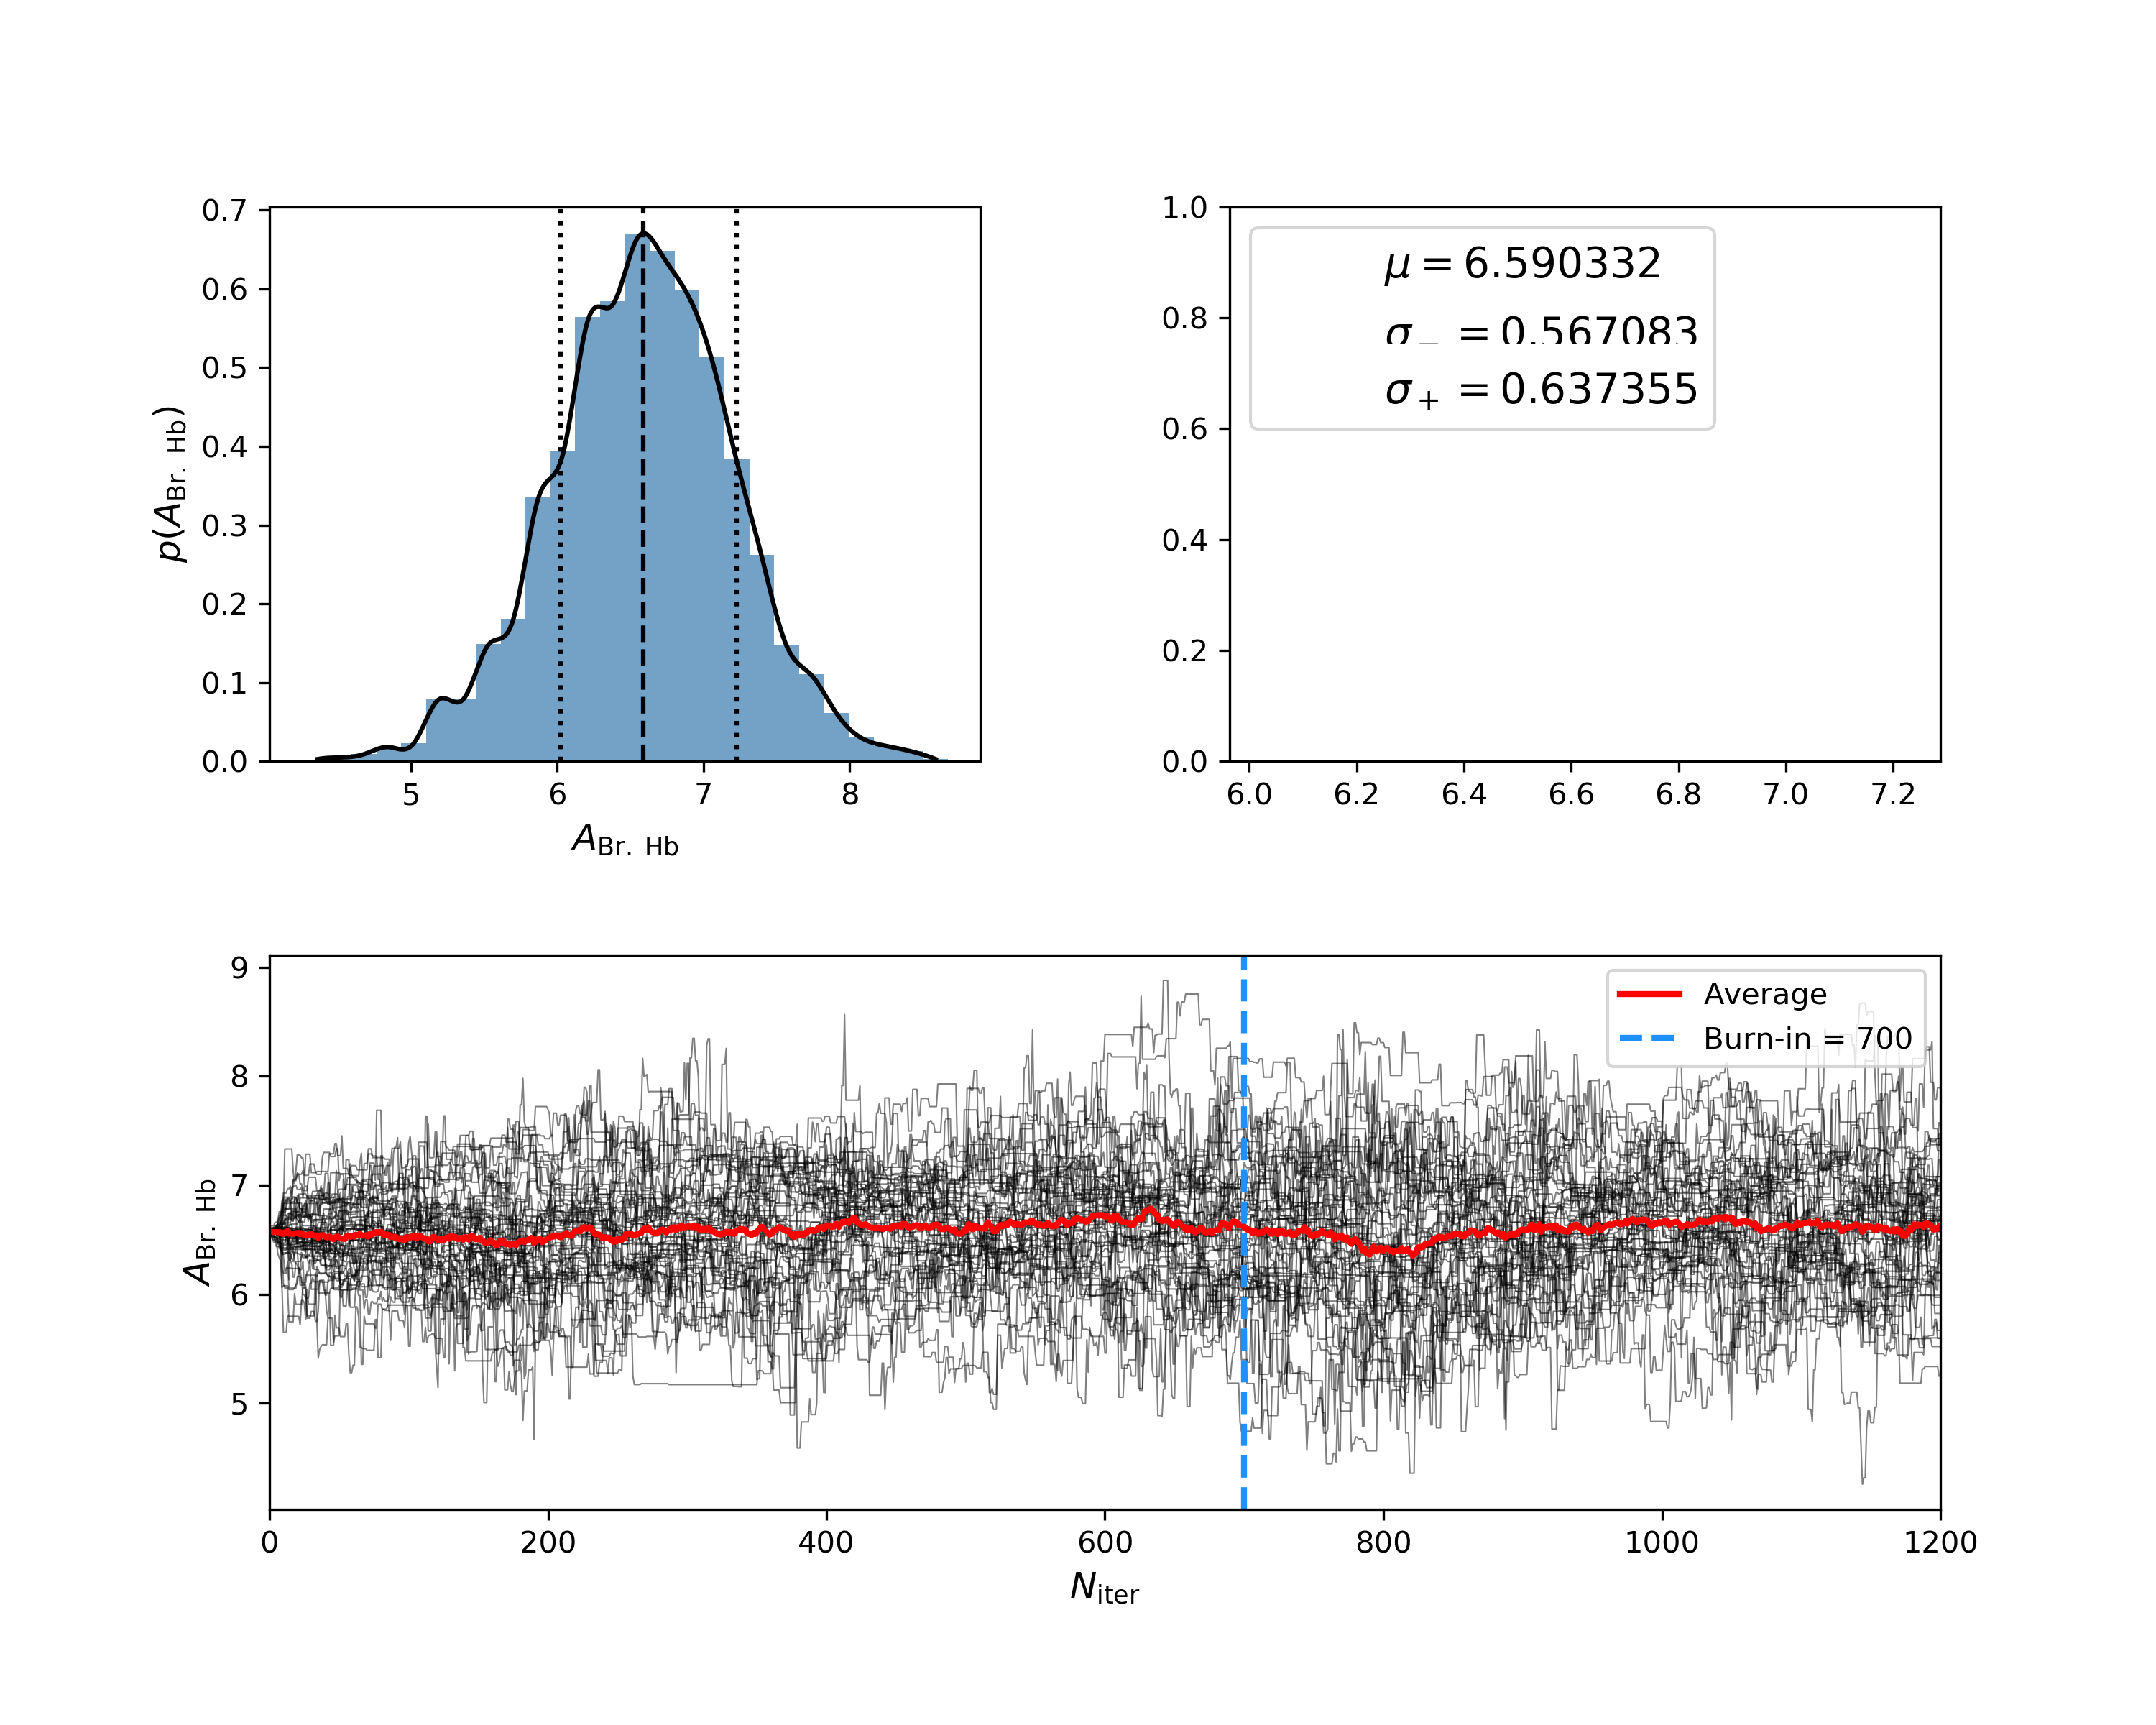 0.7
0.6
0.5
0.4
0.3
0.2
0.1
0.0
p(A_Br. Hb)
5 6 7 8
A_Br. Hb
1.0
0.8
0.6
0.4
0.2
0.0
μ = 6.590332
σ_- = 0.567083
σ_+ = 0.637355
6.0 6.2 6.4 6.6 6.8 7.0 7.2
9
8
7
6
5
A_Br. Hb
Average
Burn-in = 700
0 200 400 600 800 1000 1200
N_iter